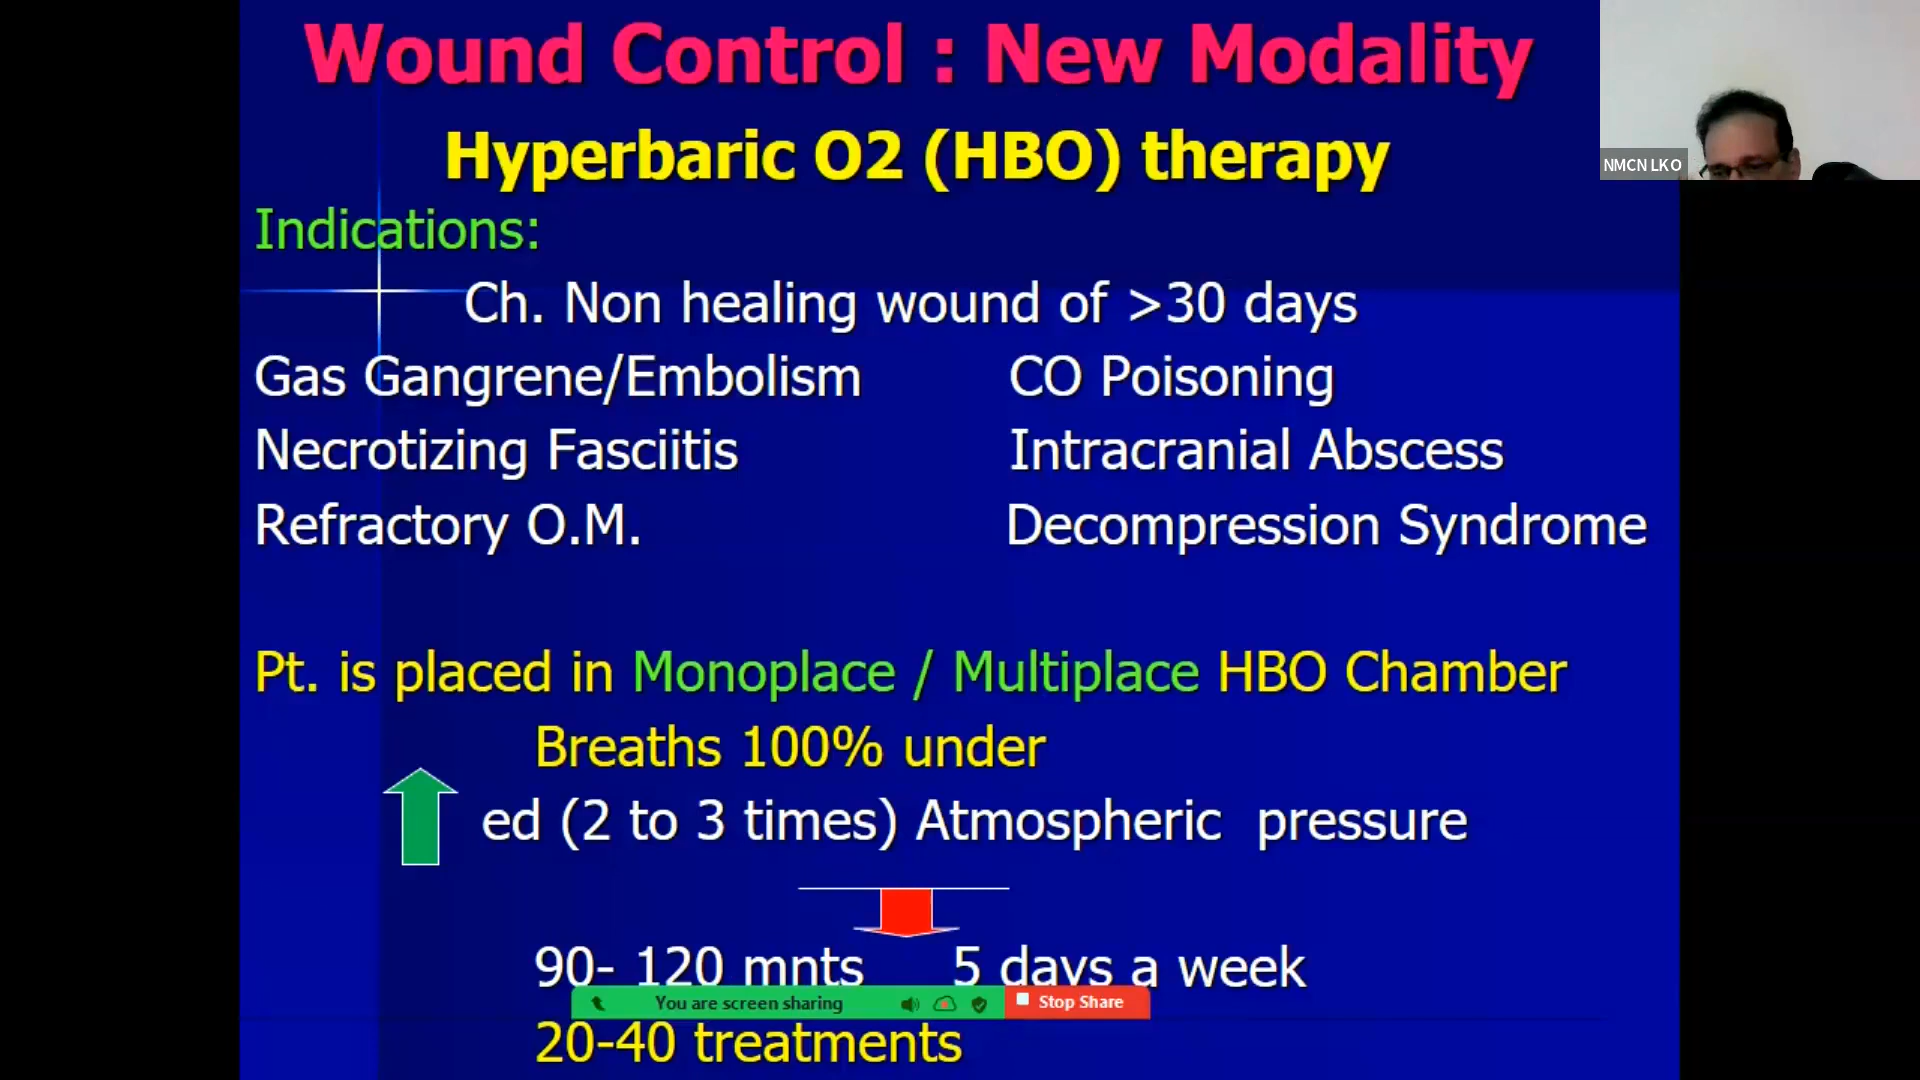 Wound Control : New Modality
Hyperbaric O2 (HBO) therapy
NMCN LKO
Indications:
Ch. Non healing wound of >30 days
Gas Gangrene/Embolism CO Poisoning
Necrotizing Fasciitis Intracranial Abscess
Refractory O.M. Decompression Syndrome
Pt. is placed in Monoplace / Multiplace HBO Chamber
Breaths 100% under
ed (2 to 3 times) Atmospheric pressure
90- 120 mnts 5 days a week
You are screen sharing Stop Share
20-40 treatments